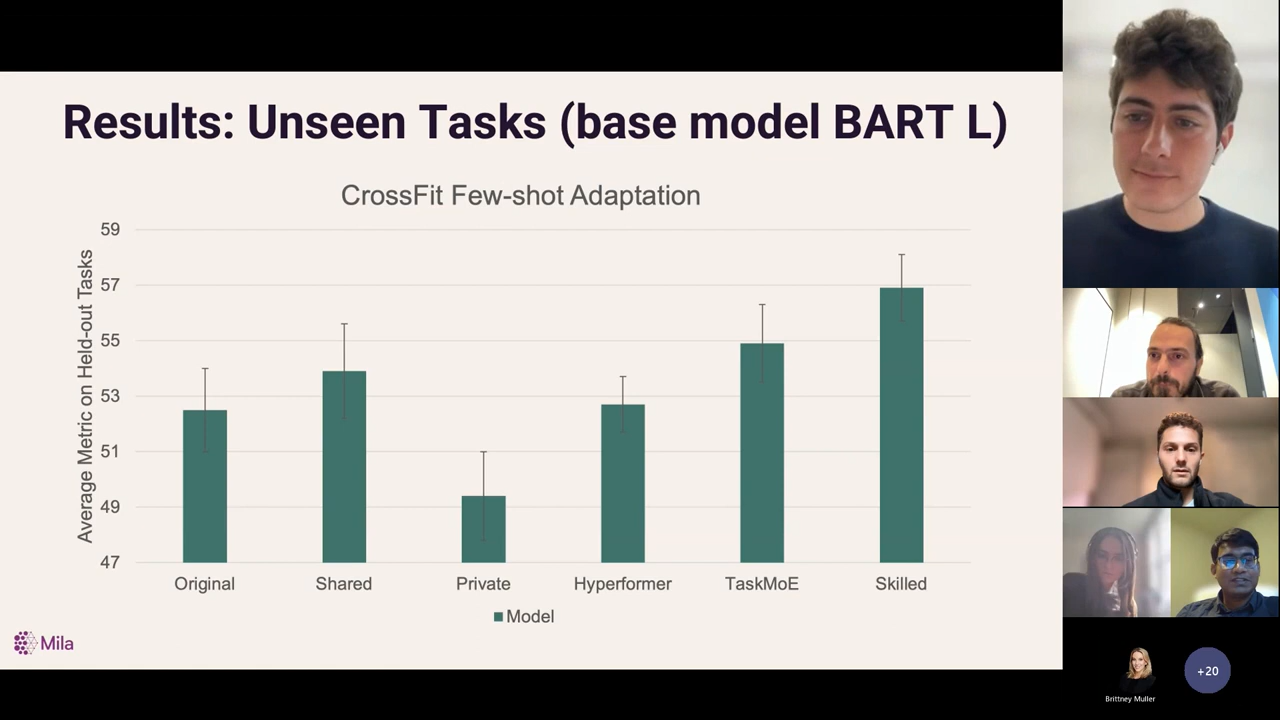 Results: Unseen Tasks (base model BART L)
CrossFit Few-shot Adaptation
Average Metric on Held-out Tasks
59
57
55
53
51
49
47
Original
Shared
Private
Hyperformer
TaskMoE
Skilled
Model
Mila
Brittney Muller
+20